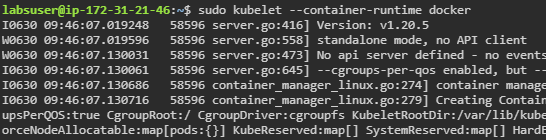 labsuser@ip-172-31-21-46:~$ sudo kubelet --container-runtime docker
I0630 09:46:07.019248   58596 server.go:416] Version: v1.20.5
W0630 09:46:07.019596   58596 server.go:558] standalone mode, no API client
W0630 09:46:07.130031   58596 server.go:473] No api server defined - no events
I0630 09:46:07.130061   58596 server.go:645] --cgroups-per-qos enabled, but --
I0630 09:46:07.130686   58596 container_manager_linux.go:274] container manage
I0630 09:46:07.130716   58596 container_manager_linux.go:279] Creating Contain
upsPerQOS:true CgroupRoot:/ CgroupDriver:cgroupfs KubeletRootDir:/var/lib/kube
orceNodeAllocatable:map[pods:{}] KubeReserved:map[] SystemReserved:map[] Hard